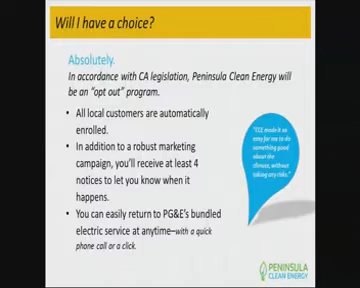 Will I have a choice?
Absolutely.
In accordance with CA legislation, Peninsula Clean Energy will
be an "opt out" program.
• All local customers are automatically
enrolled.
• In addition to a robust marketing
campaign, you'll receive at least 4
notices to let you know when it
happens.
• You can easily return to PG&E's bundled
electric service at anytime–with a quick
phone call or a click.
made it so
easy for me to do
something good
about the
climate, without
taking any risks."
PENINSULA
CLEAN ENERGY